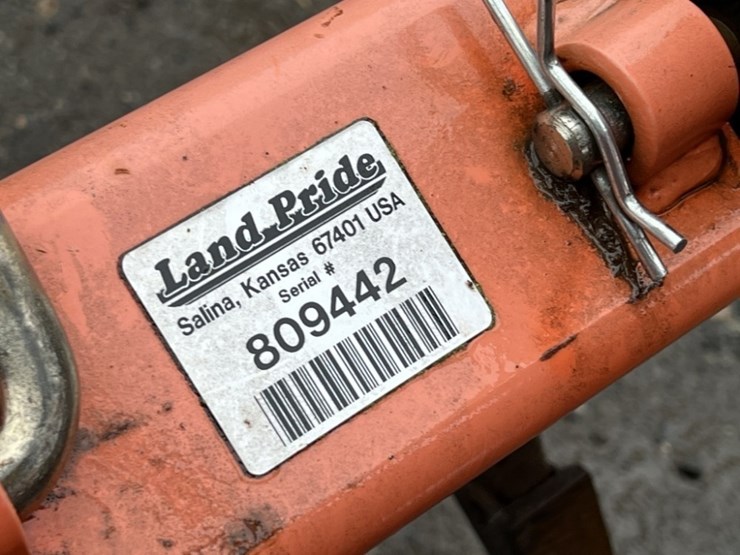 Land Pride
Salina, Kansas 67401 USA
Serial #
809442